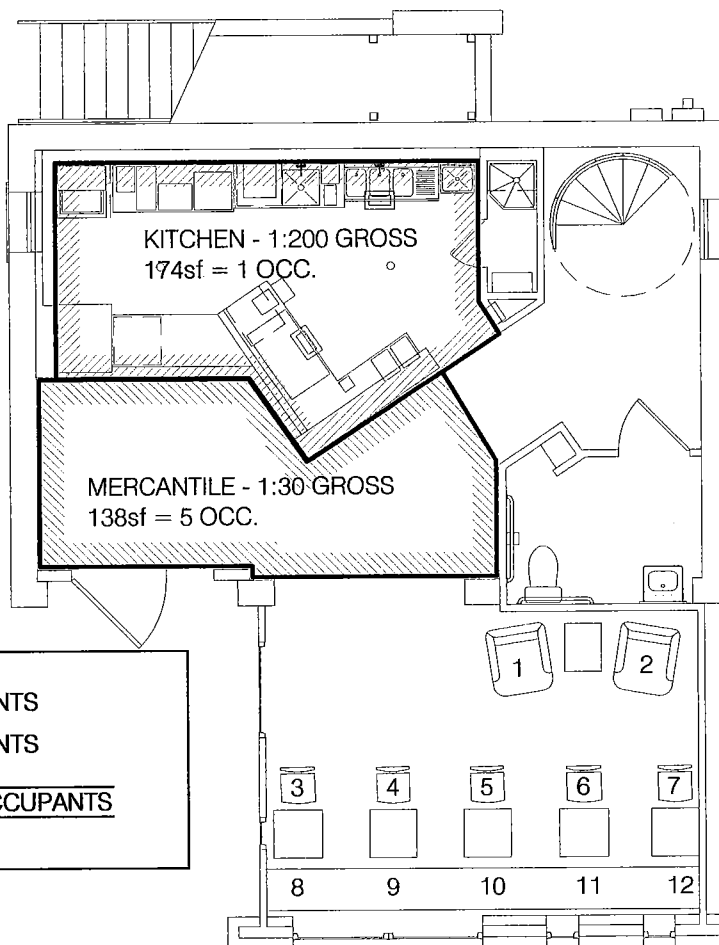 KITCHEN - 1:200 GROSS
174sf = 1 OCC.
MERCANTILE - 1:30 GROSS
138sf = 5 OCC.
1 2
NTS
NTS
CCUPANTS
3 4 5 6 7
8 9 10 11 12